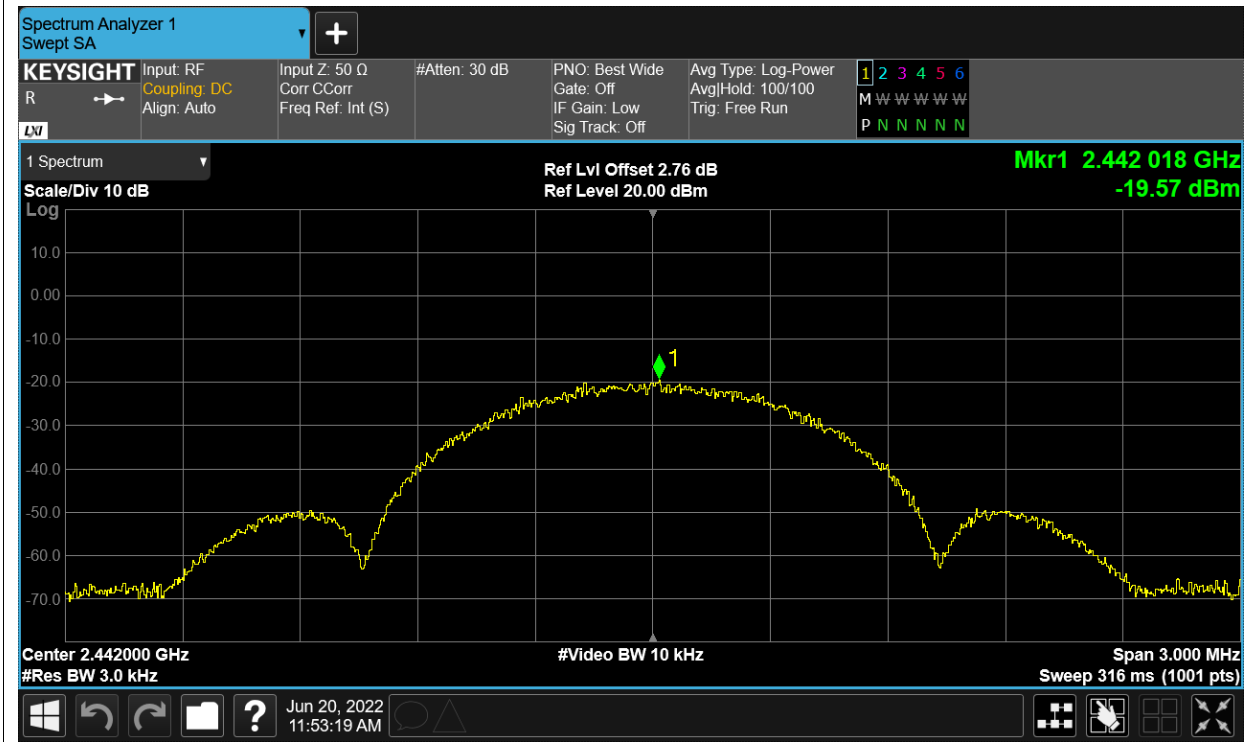 Spectrum Analyzer 1
Swept SA
KEYSIGHT
R
LXI
Input: RF
Coupling: DC
Align: Auto
Input Z: 50 Ω
Corr CCorr
Freq Ref: Int (S)
#Atten: 30 dB
PNO: Best Wide
Gate: Off
IF Gain: Low
Sig Track: Off
Avg Type: Log-Power
Avg|Hold: 100/100
Trig: Free Run
1 2 3 4 5 6
M W W W W W
P N N N N N
1 Spectrum
Scale/Div 10 dB
Log
Ref Lvl Offset 2.76 dB
Ref Level 20.00 dBm
Mkr1 2.442 018 GHz
-19.57 dBm
10.0
0.00
-10.0
1
-20.0
-30.0
-40.0
-50.0
-60.0
-70.0
Center 2.442000 GHz
#Res BW 3.0 kHz
#Video BW 10 kHz
Span 3.000 MHz
Sweep 316 ms (1001 pts)
?
Jun 20, 2022
11:53:19 AM